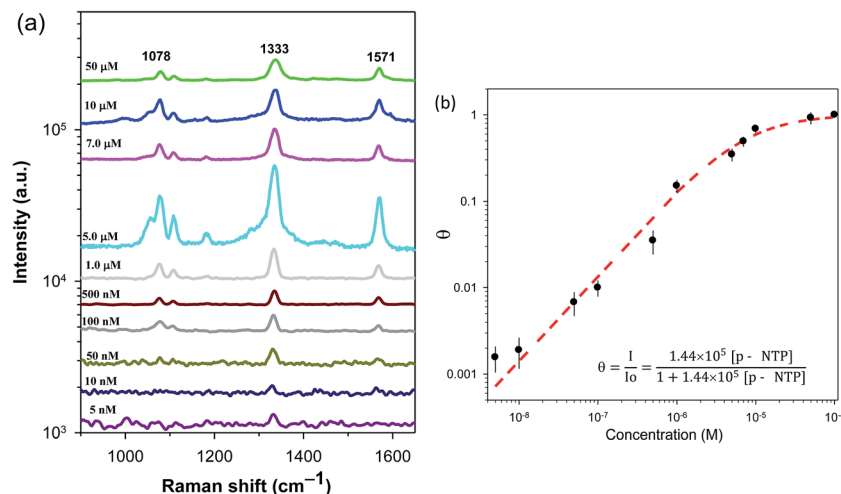 (a)
1078 1333 1571
50 μM
10 μM
7.0 μM
5.0 μM
1.0 μM
500 nM
100 nM
50 nM
10 nM
5 nM
10⁵
10⁴
10³
Intensity (a.u.)
1000 1200 1400 1600
Raman shift (cm⁻¹)
(b)
1
0.1
0.01
0.001
θ
θ = I/Io = 1.44×10⁵ [p - NTP] / 1 + 1.44×10⁵ [p - NTP]
10⁻⁸ 10⁻⁷ 10⁻⁶ 10⁻⁵ 10⁻
Concentration (M)